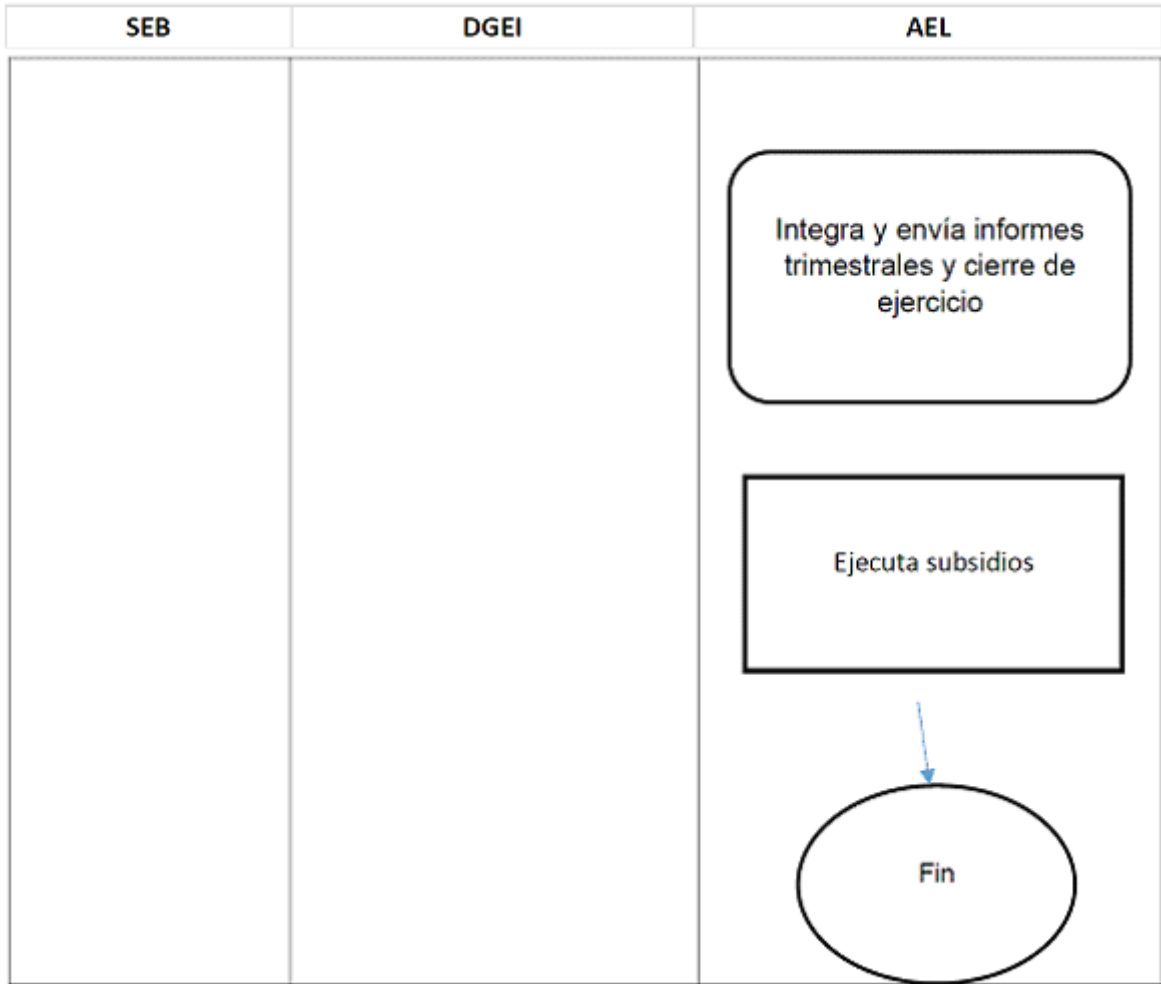 SEB DGEI AEL
Integra y envía informes
trimestrales y cierre de
ejercicio
Ejecuta subsidios
Fin